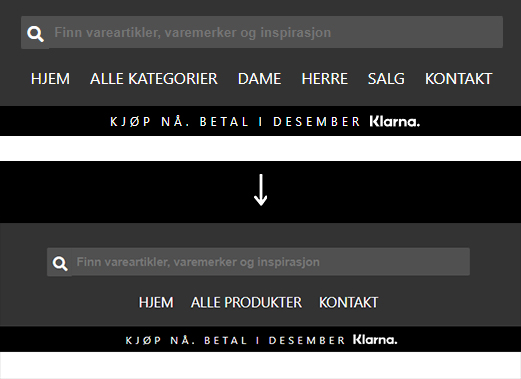 Finn vareartikler, varemerker og inspirasjon
HJEM ALLE KATEGORIER DAME HERRE SALG KONTAKT
KJØP NÅ. BETAL I DESEMBER Klarna.
Finn vareartikler, varemerker og inspirasjon
HJEM ALLE PRODUKTER KONTAKT
KJØP NÅ. BETAL I DESEMBER Klarna.